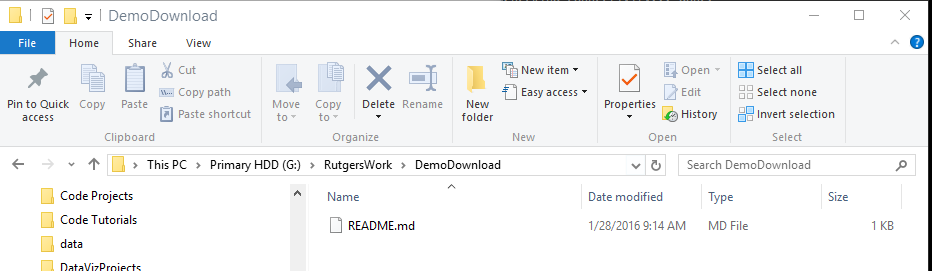 DemoDownload
File Home Share View
Pin to Quick access
Copy
Paste
Cut
Copy path
Paste shortcut
Clipboard
Move to
Copy to
Delete
Rename
Organize
New folder
New item
Easy access
New
Properties
Open
Edit
History
Open
Select all
Select none
Invert selection
Select
This PC > Primary HDD (G:) > RutgersWork > DemoDownload
Search DemoDownload
Code Projects
Code Tutorials
data
DataVizProjects
Name Date modified Type Size
README.md 1/28/2016 9:14 AM MD File 1 KB